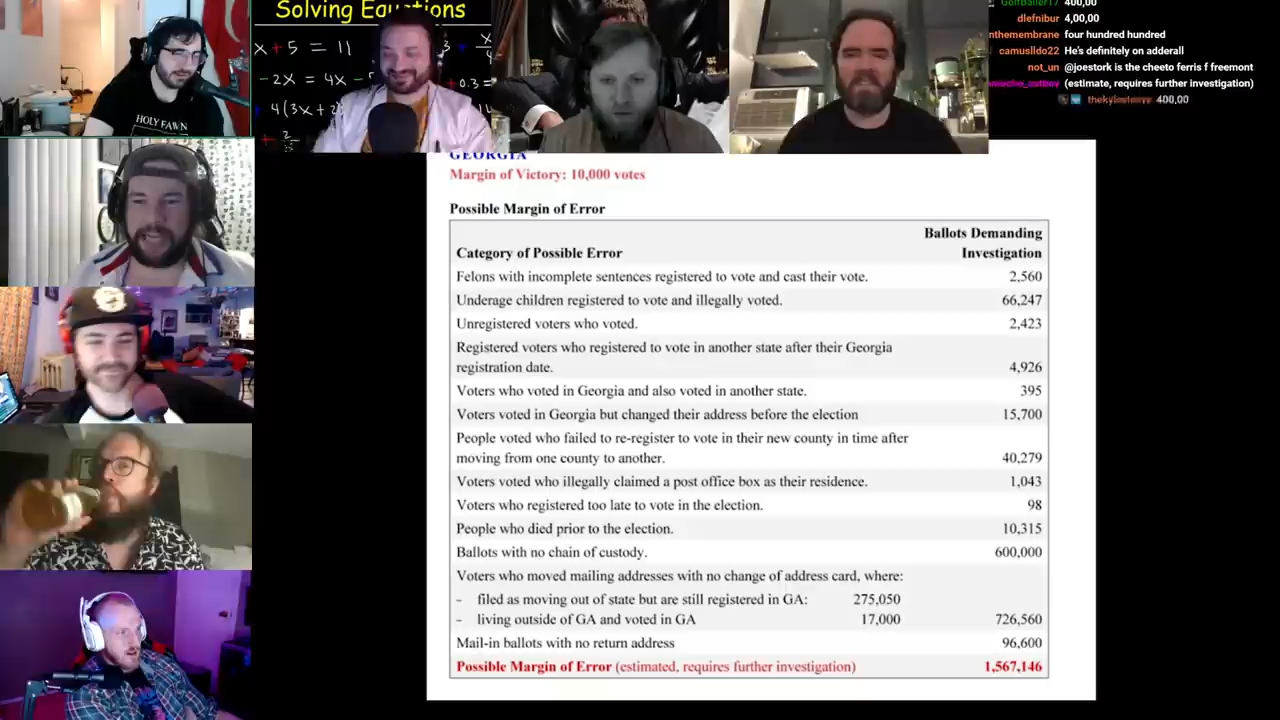 Solving Equations
x + 5 = 11
-2x = 4x - 5
4(3x + 2
+0.3 =
HOLY FAWN
400,00
dlefnibur 4,00,00
nthemembrane four hundred hundred
camuslldo22 He's definitely on adderall
not_un @joestork is the cheeto ferris f freemont
(estimate, requires further investigation)
400,00
GEORGIA
Margin of Victory: 10,000 votes
Possible Margin of Error
Category of Possible Error Ballots Demanding Investigation
Felons with incomplete sentences registered to vote and cast their vote. 2,560
Underage children registered to vote and illegally voted. 66,247
Unregistered voters who voted. 2,423
Registered voters who registered to vote in another state after their Georgia
registration date. 4,926
Voters who voted in Georgia and also voted in another state. 395
Voters voted in Georgia but changed their address before the election 15,700
People voted who failed to re-register to vote in their new county in time after
moving from one county to another. 40,279
Voters voted who illegally claimed a post office box as their residence. 1,043
Voters who registered too late to vote in the election. 98
People who died prior to the election. 10,315
Ballots with no chain of custody. 600,000
Voters who moved mailing addresses with no change of address card, where:
- filed as moving out of state but are still registered in GA: 275,050
- living outside of GA and voted in GA 17,000 726,560
Mail-in ballots with no return address 96,600
Possible Margin of Error (estimated, requires further investigation) 1,567,146